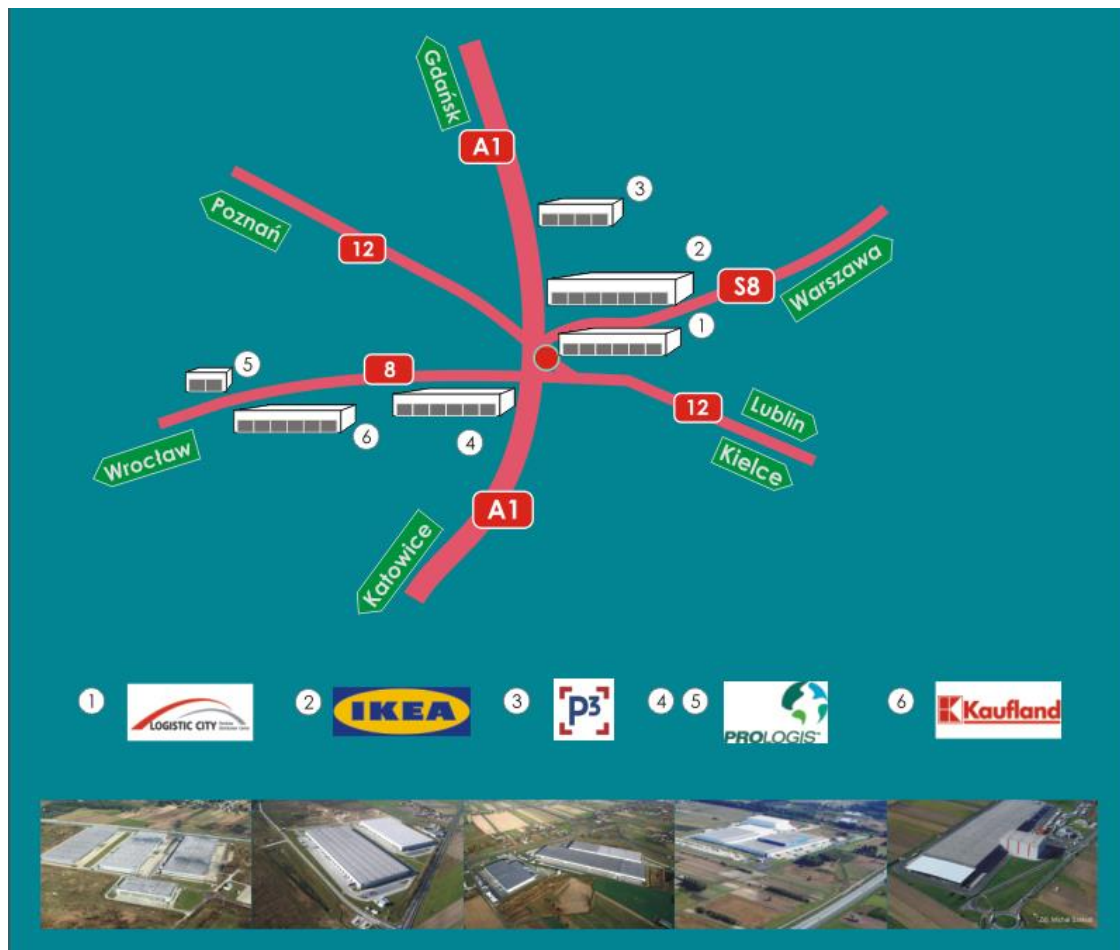 Gdańsk
A1
3
Poznań
12
2
S8
Warszawa
1
5
8
12
Lublin
Kielce
6
4
Wrocław
A1
Katowice
1
LOGISTIC CITY
2
IKEA
3
P3
4
5
PROLOGIS
6
Kaufland